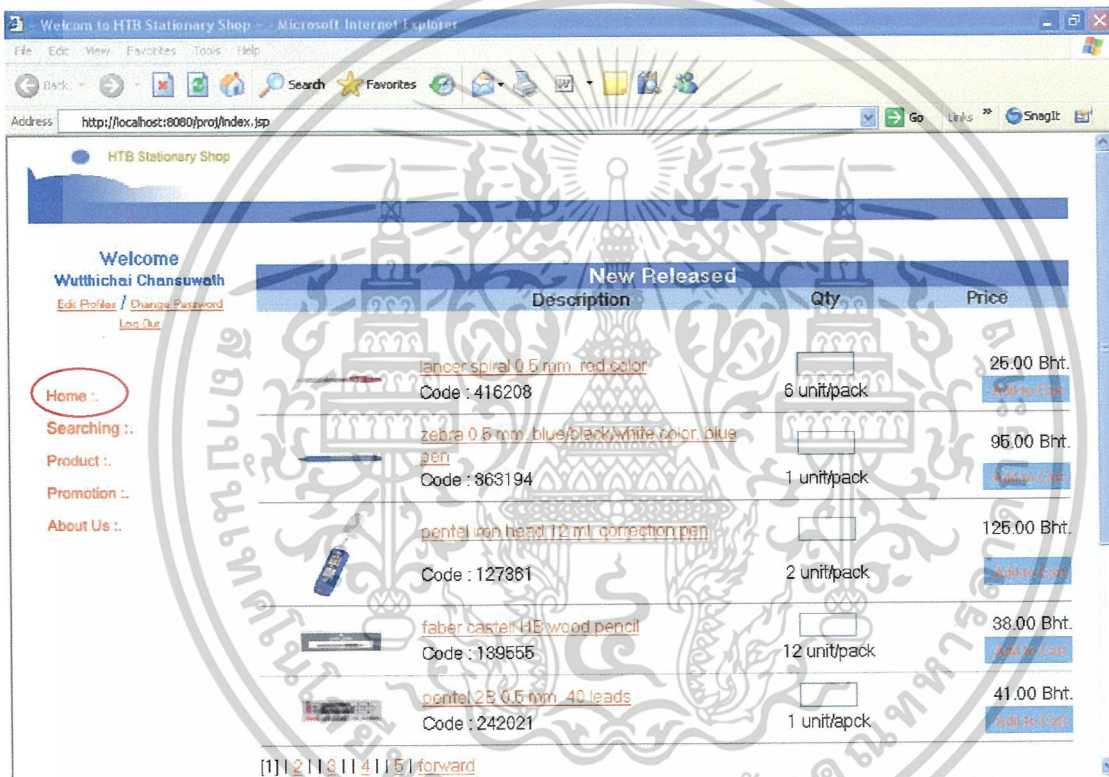 - Welcom to HTB Stationary Shop - - Microsoft Internet Explorer
File Edit View Favorites Tools Help
Back Search Favorites
Address http://localhost:8080/proj/index.jsp Go Links » SnagIt
HTB Stationary Shop
Welcome
Wutthichai Chansuwath
Edit Profiles / Change Password
Log Out
Home :.
Searching :.
Product :.
Promotion :.
About Us :.
New Released
Description Qty Price
lancer spiral 0.5 mm. red color 25.00 Bht.
Code : 416208 6 unit/pack Add to Cart
zebra 0.5 mm. blue/black/white color, blue 95.00 Bht.
pen
Code : 863194 1 unit/pack Add to Cart
pentel iron head 12 ml. correction pen 125.00 Bht.
Code : 127361 2 unit/pack Add to Cart
faber castell HB wood pencil 38.00 Bht.
Code : 139555 12 unit/pack Add to Cart
pentel 2B 0.5 mm. 40 leads 41.00 Bht.
Code : 242021 1 unit/apck Add to Cart
[1] | 2 | | 3 | | 4 | | 5 | forward